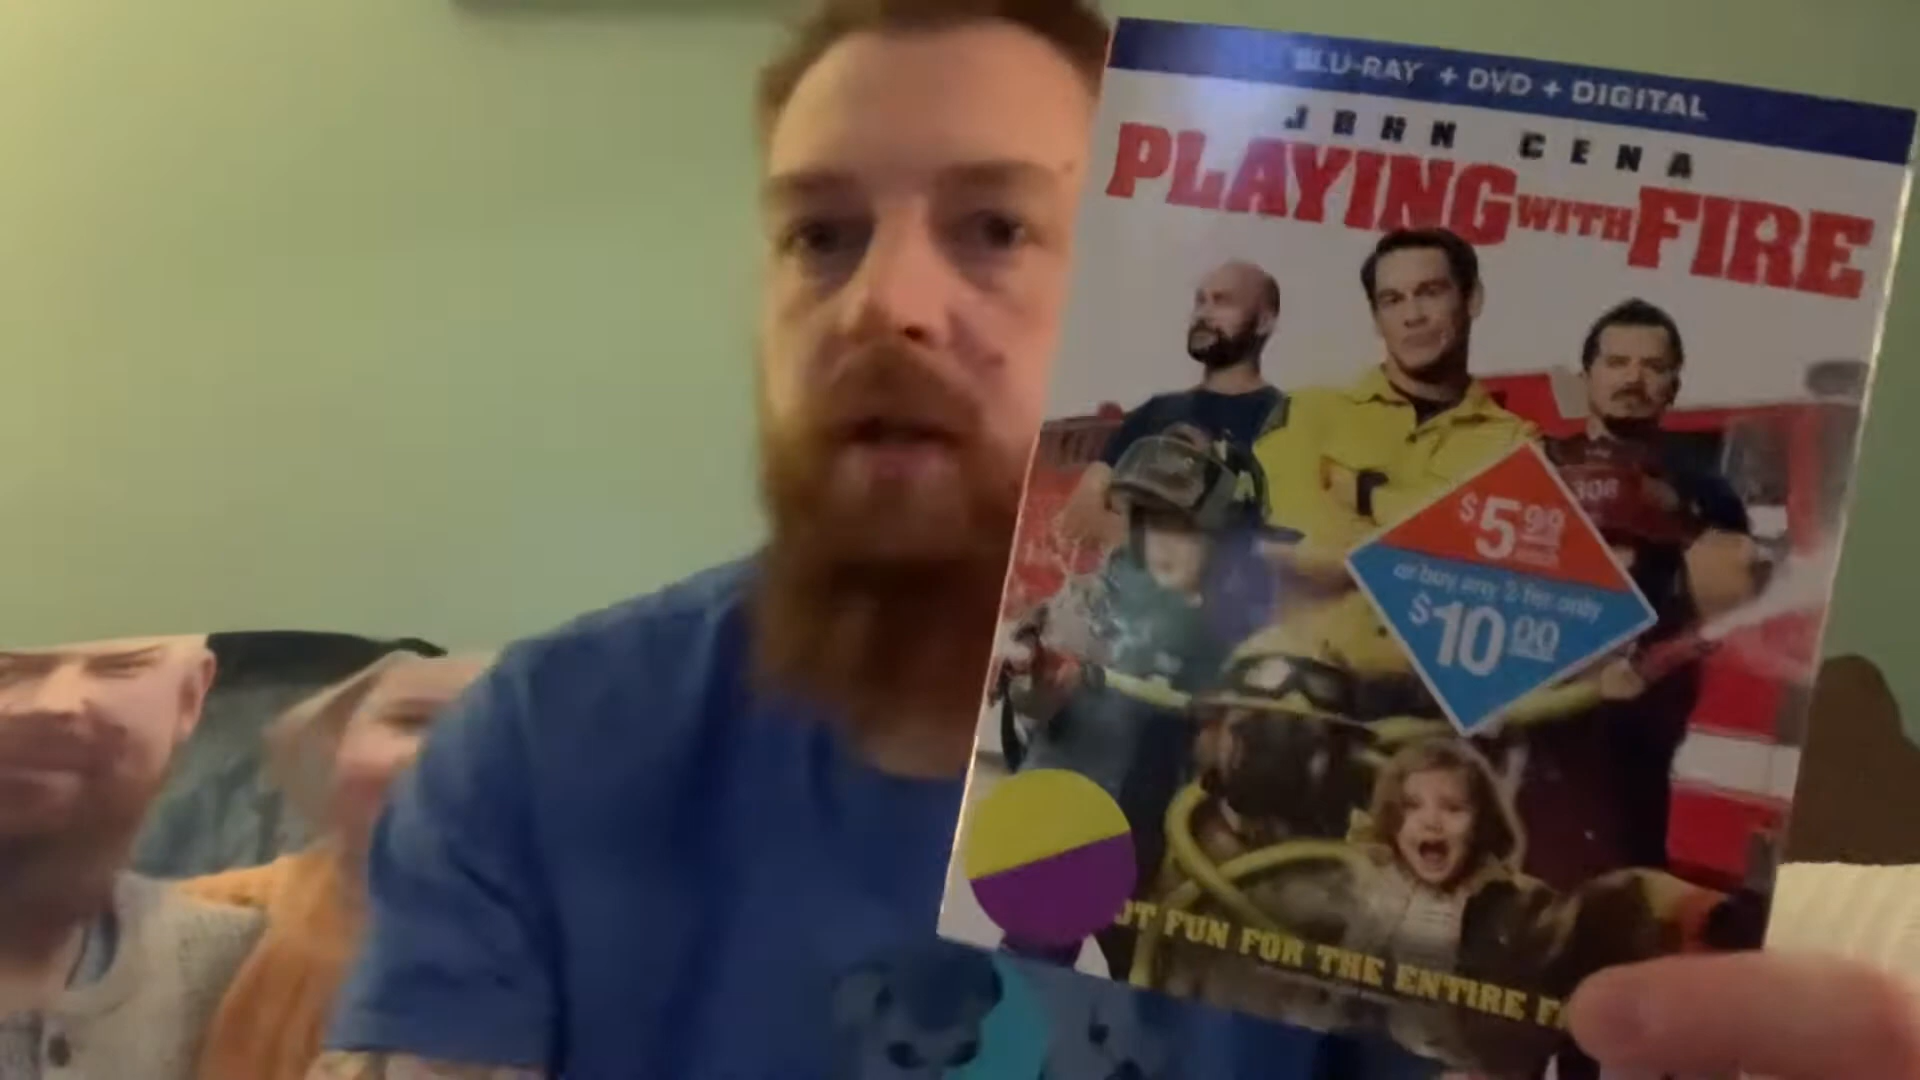 BLU-RAY + DVD + DIGITAL
JOHN CENA
PLAYING WITH FIRE
308
$5.99
or buy any 2 for only
$10.00
FUN FOR THE ENTIRE